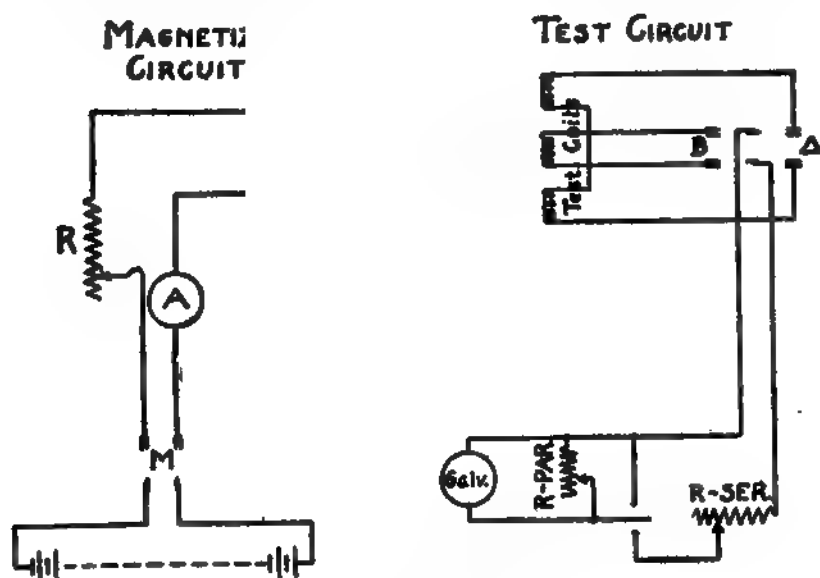 MAGNETI
CIRCUIT
R
A
M
TEST CIRCUIT
Test Coils
B
A
Galv.
R-PAR.
R-SER.